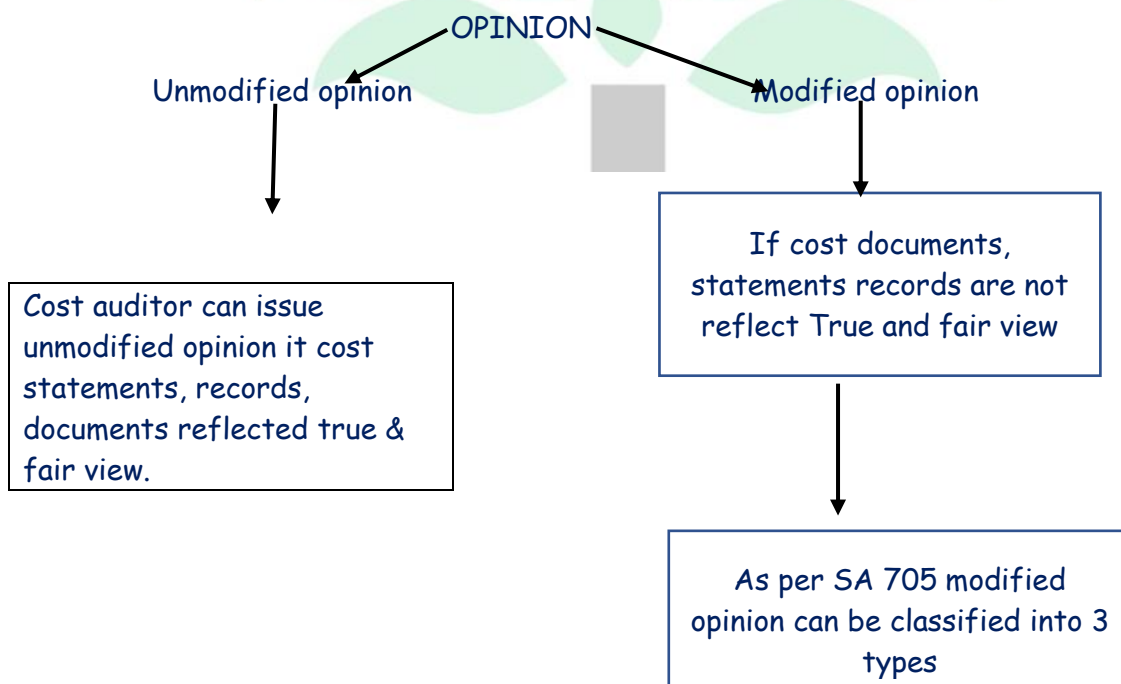 OPINION
Unmodified opinion
Modified opinion
Cost auditor can issue
unmodified opinion it cost
statements, records,
documents reflected true &
fair view.
If cost documents,
statements records are not
reflect True and fair view
As per SA 705 modified
opinion can be classified into 3
types